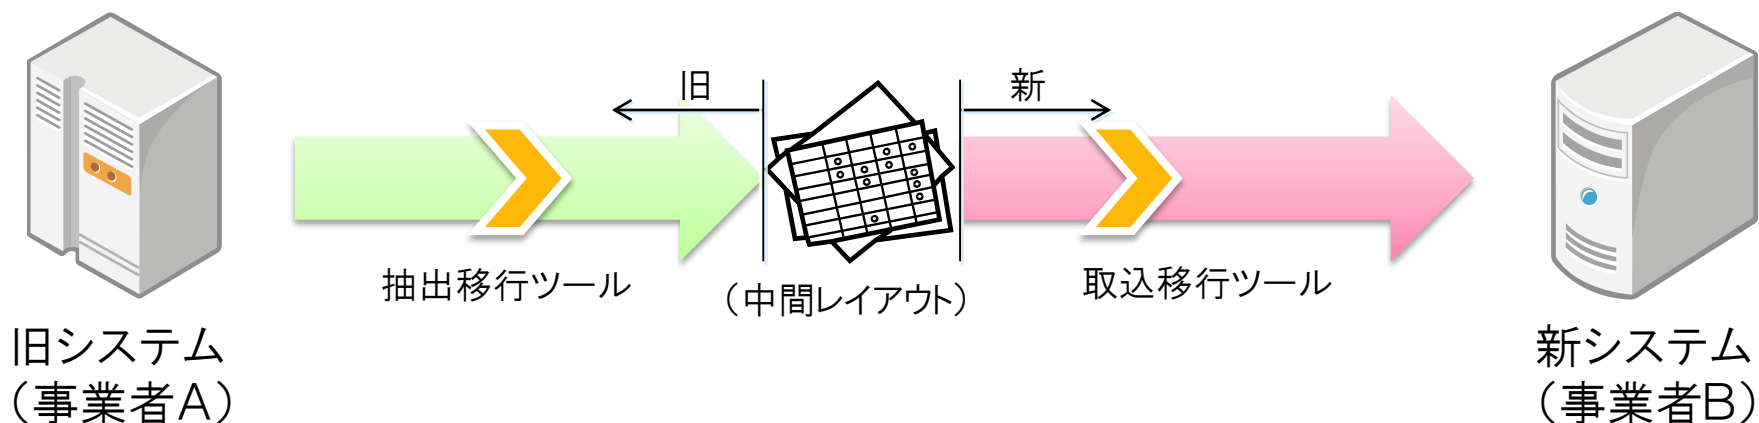 旧
新
抽出移行ツール
（中間レイアウト）
取込移行ツール
旧システム
（事業者A）
新システム
（事業者B）